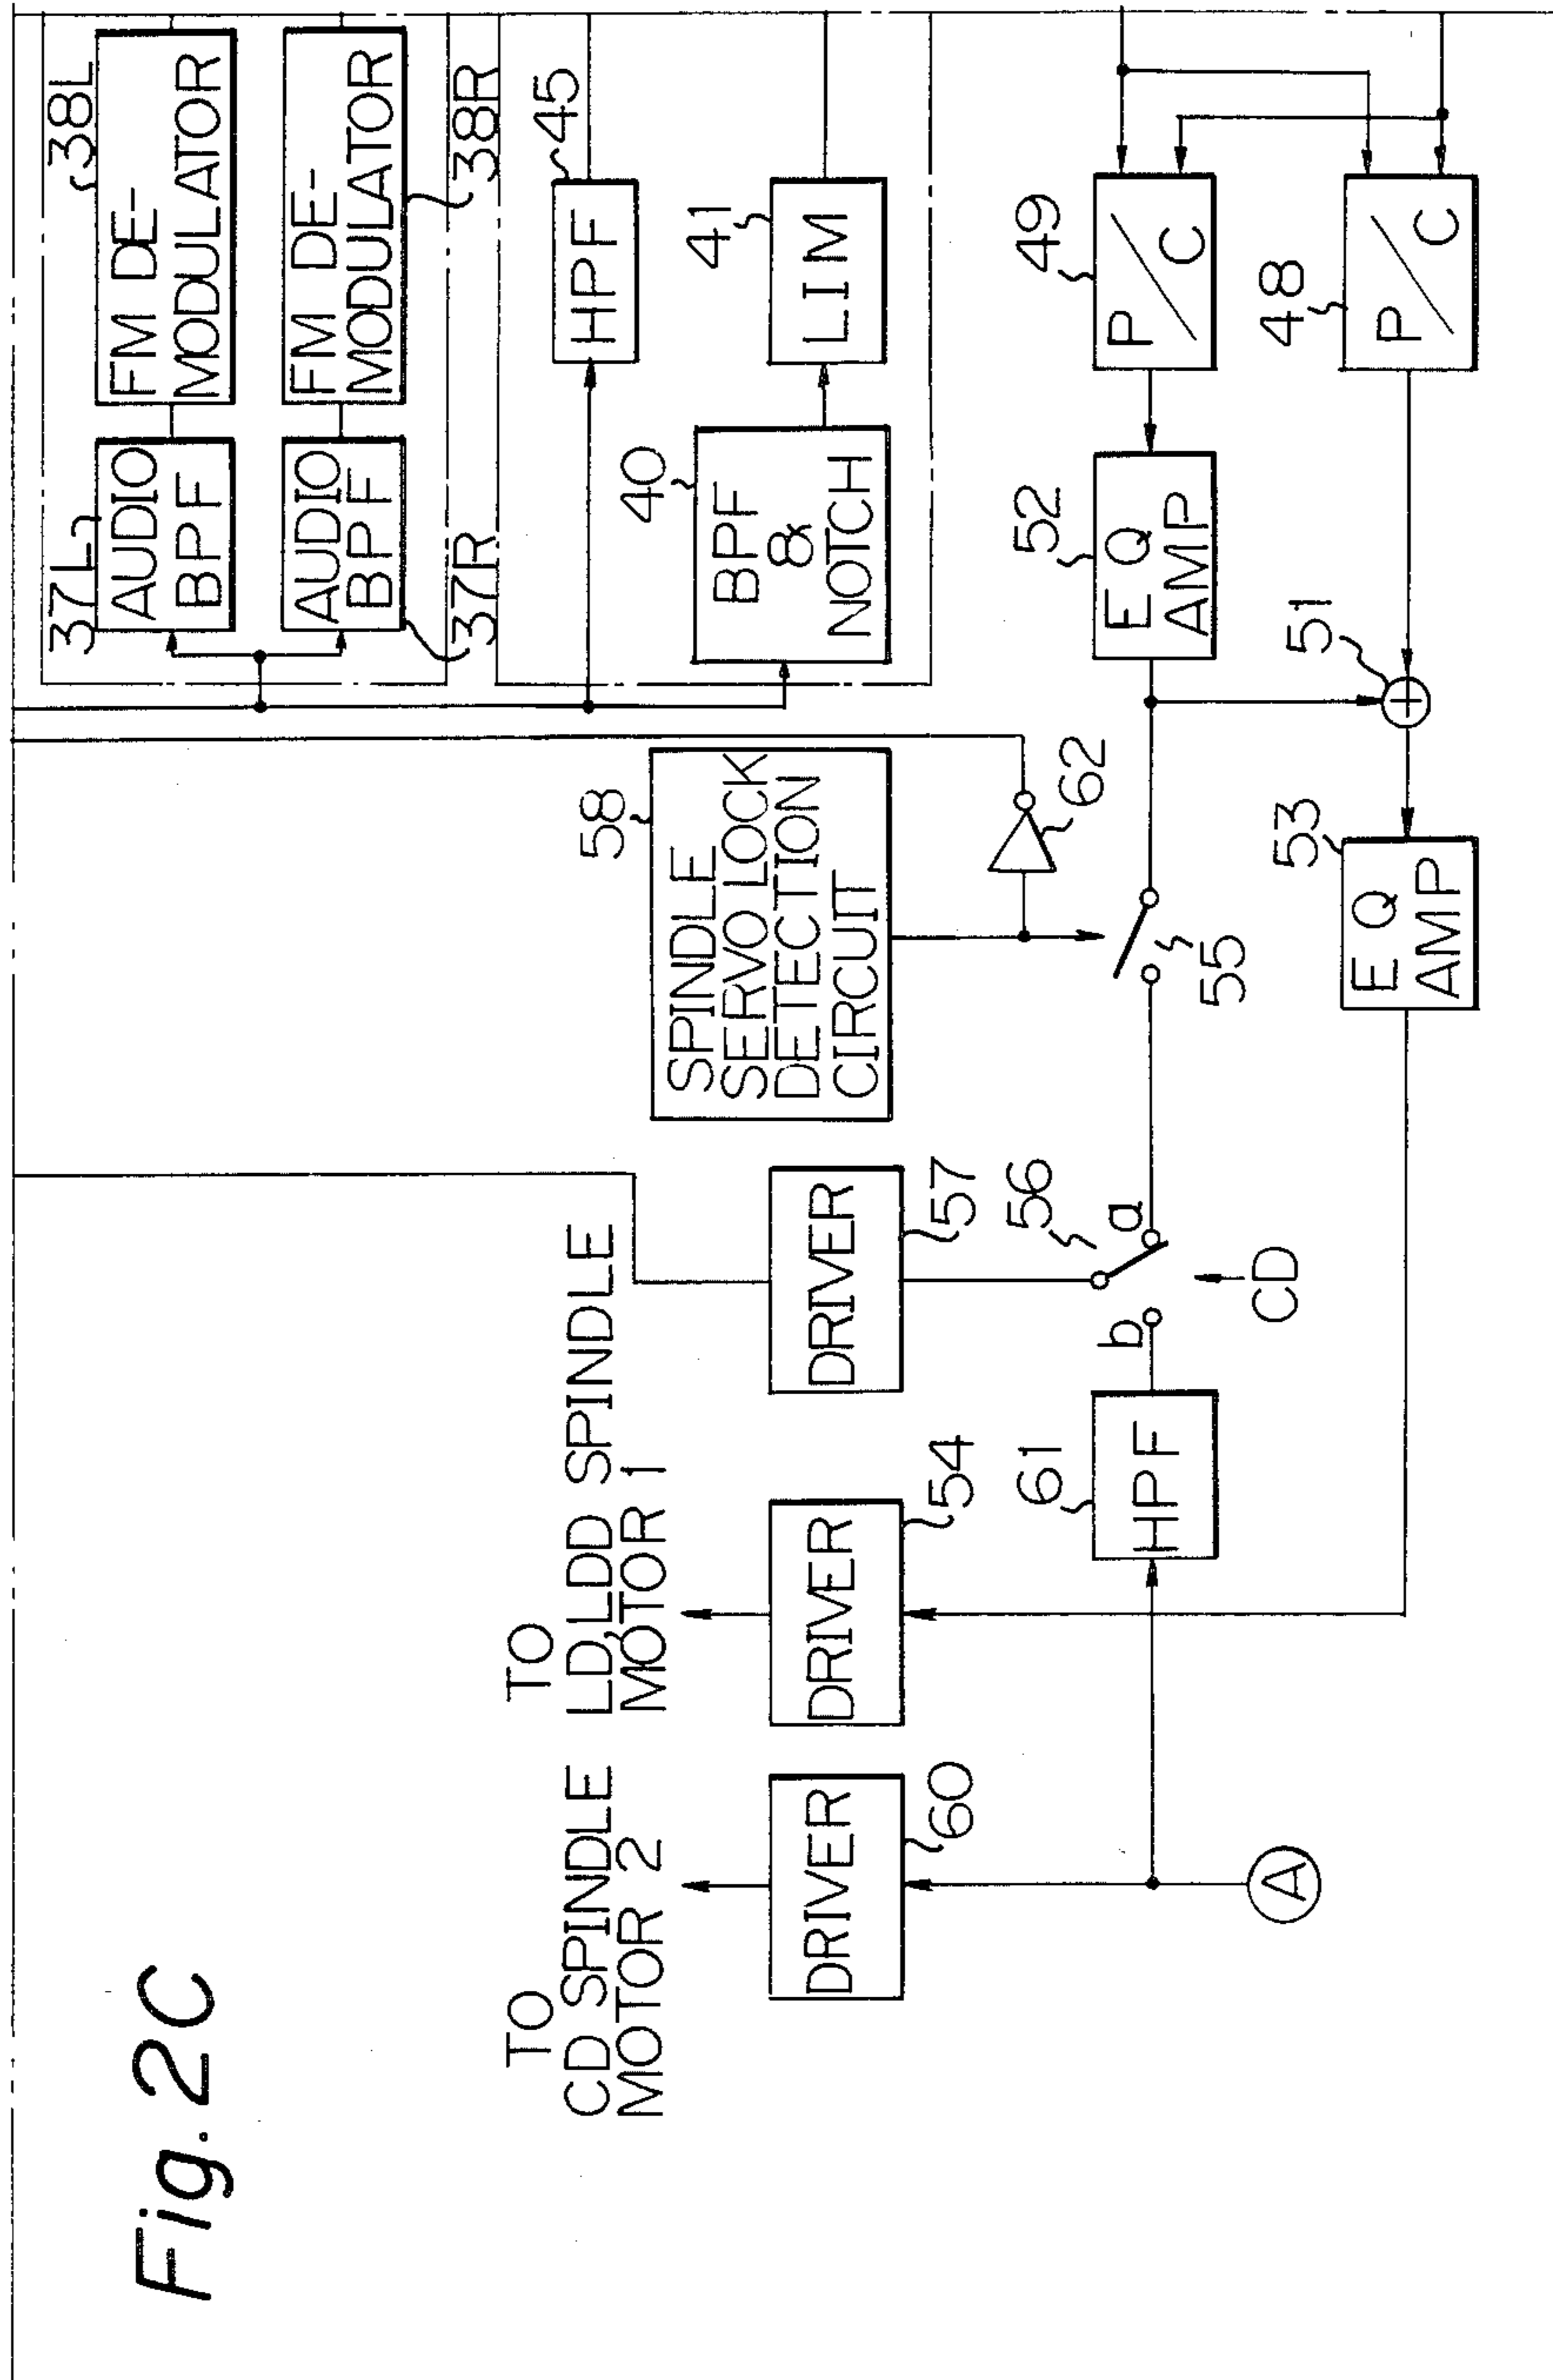 Fig. 2C
37L
AUDIO
BPF
38L
FM DE-
MODULATOR
AUDIO
BPF
37R
FM DE-
MODULATOR
38R
HPF
45
40
BPF
&
NOTCH
41
LIM
58
SPINDLE
SERVO LOCK
DETECTION
CIRCUIT
62
TO
CD SPINDLE
MOTOR 2
TO
LD,LDD SPINDLE
MOTOR 1
DRIVER
60
DRIVER
54
DRIVER
57
61
HPF
56
b
a
CD
55
52
EQ
AMP
49
P/C
A
53
EQ
AMP
51
+
48
P/C